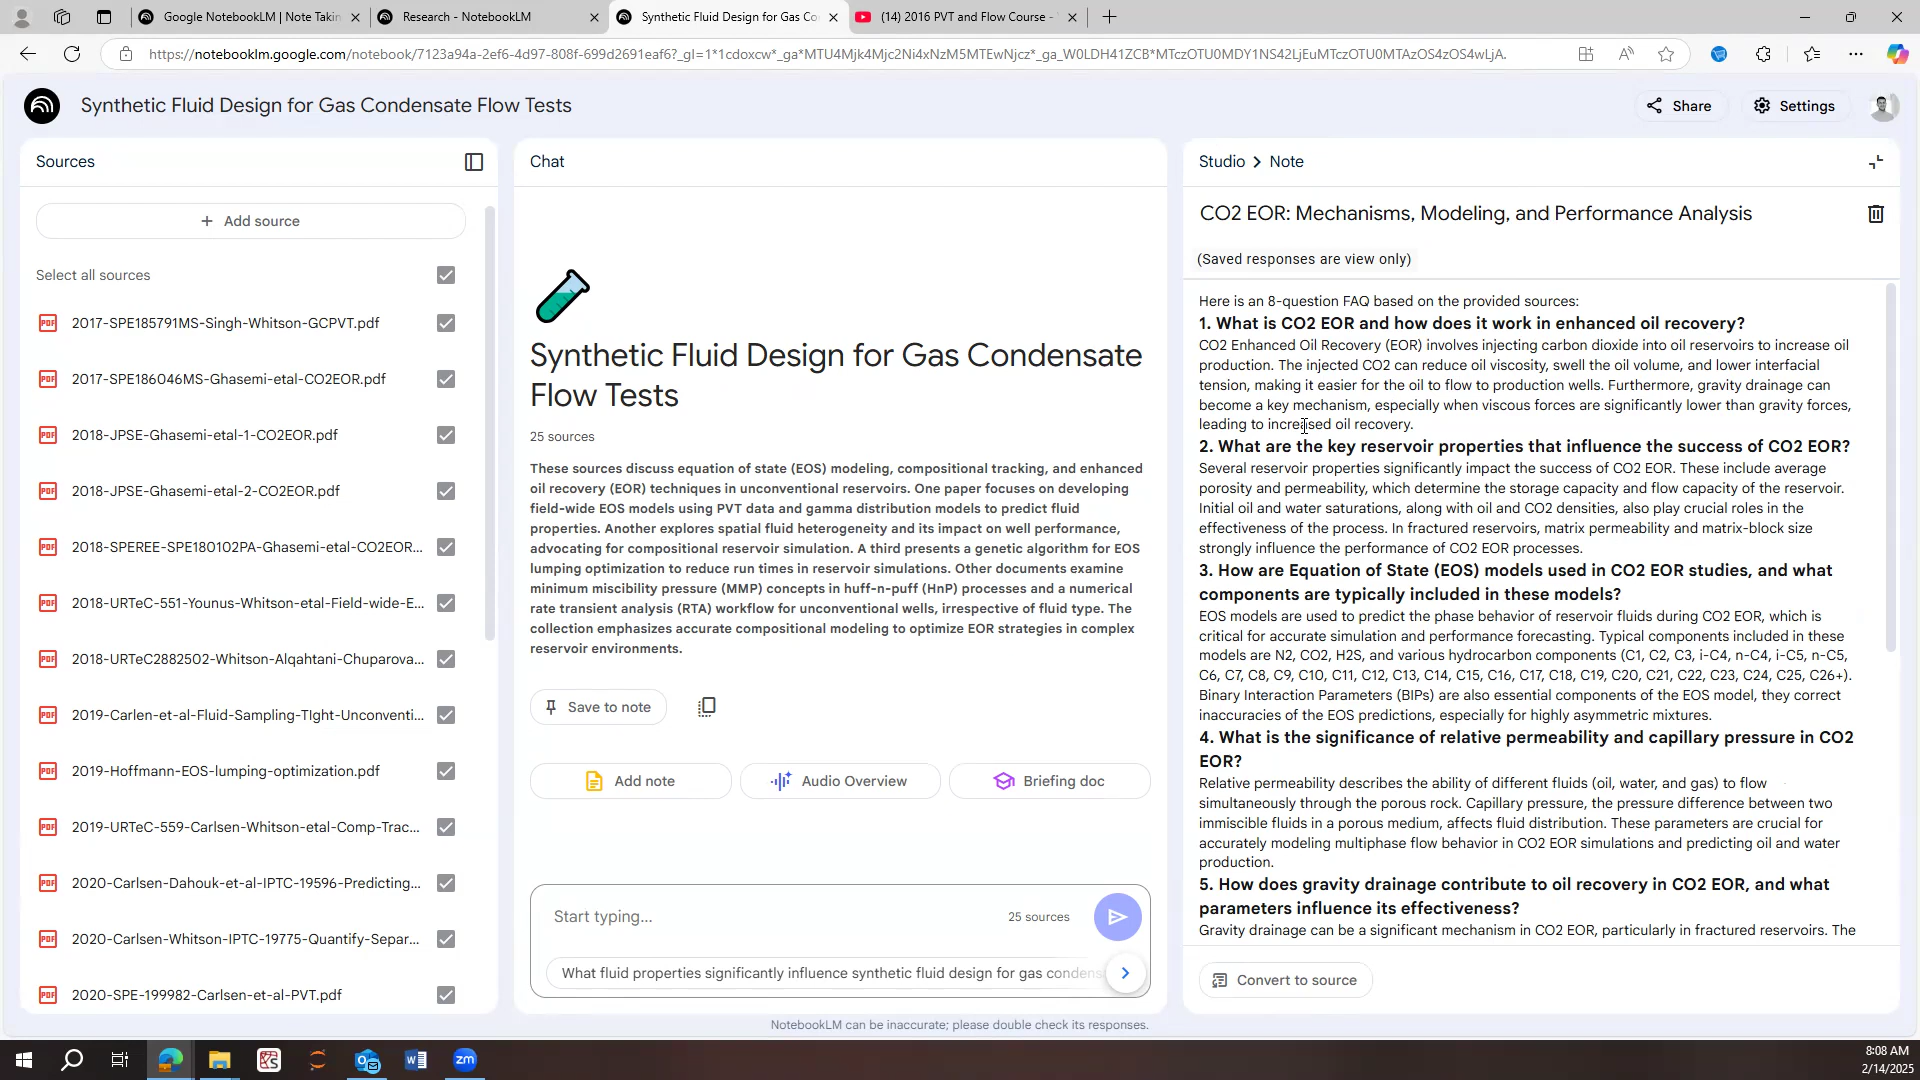 Google NotebookLM | Note Takin
Research - NotebookLM
Synthetic Fluid Design for Gas Co
(14) 2016 PVT and Flow Course -
https://notebooklm.google.com/notebook/7123a94a-2ef6-4d97-808f-699d2691eaf6?_gl=1*1cdoxcw*_ga*MTU4Mjk4Mjc2Ni4xNzM5MTEwNjcz*_ga_W0LDH41ZCB*MTczOTU0MDY1NS42LjEuMTczOTU0MTAzOS4zOS4wLjA.
Synthetic Fluid Design for Gas Condensate Flow Tests
Share
Settings
Sources
+ Add source
Select all sources
PDF 2017-SPE185791MS-Singh-Whitson-GCPVT.pdf
PDF 2017-SPE186046MS-Ghasemi-etal-CO2EOR.pdf
PDF 2018-JPSE-Ghasemi-etal-1-CO2EOR.pdf
PDF 2018-JPSE-Ghasemi-etal-2-CO2EOR.pdf
PDF 2018-SPEREE-SPE180102PA-Ghasemi-etal-CO2EOR...
PDF 2018-URTeC-551-Younus-Whitson-etal-Field-wide-E...
PDF 2018-URTeC2882502-Whitson-Alqahtani-Chuparova...
PDF 2019-Carlen-et-al-Fluid-Sampling-TIght-Unconventi...
PDF 2019-Hoffmann-EOS-lumping-optimization.pdf
PDF 2019-URTeC-559-Carlsen-Whitson-etal-Comp-Trac...
PDF 2020-Carlsen-Dahouk-et-al-IPTC-19596-Predicting...
PDF 2020-Carlsen-Whitson-IPTC-19775-Quantify-Separ...
PDF 2020-SPE-199982-Carlsen-et-al-PVT.pdf
Chat
Synthetic Fluid Design for Gas Condensate
Flow Tests
25 sources
These sources discuss equation of state (EOS) modeling, compositional tracking, and enhanced
oil recovery (EOR) techniques in unconventional reservoirs. One paper focuses on developing
field-wide EOS models using PVT data and gamma distribution models to predict fluid
properties. Another explores spatial fluid heterogeneity and its impact on well performance,
advocating for compositional reservoir simulation. A third presents a genetic algorithm for EOS
lumping optimization to reduce run times in reservoir simulations. Other documents examine
minimum miscibility pressure (MMP) concepts in huff-n-puff (HnP) processes and a numerical
rate transient analysis (RTA) workflow for unconventional wells, irrespective of fluid type. The
collection emphasizes accurate compositional modeling to optimize EOR strategies in complex
reservoir environments.
Save to note
Add note
Audio Overview
Briefing doc
Start typing...
25 sources
What fluid properties significantly influence synthetic fluid design for gas condens
Studio > Note
CO2 EOR: Mechanisms, Modeling, and Performance Analysis
(Saved responses are view only)
Here is an 8-question FAQ based on the provided sources:
1. What is CO2 EOR and how does it work in enhanced oil recovery?
CO2 Enhanced Oil Recovery (EOR) involves injecting carbon dioxide into oil reservoirs to increase oil
production. The injected CO2 can reduce oil viscosity, swell the oil volume, and lower interfacial
tension, making it easier for the oil to flow to production wells. Furthermore, gravity drainage can
become a key mechanism, especially when viscous forces are significantly lower than gravity forces,
leading to increased oil recovery.
2. What are the key reservoir properties that influence the success of CO2 EOR?
Several reservoir properties significantly impact the success of CO2 EOR. These include average
porosity and permeability, which determine the storage capacity and flow capacity of the reservoir.
Initial oil and water saturations, along with oil and CO2 densities, also play crucial roles in the
effectiveness of the process. In fractured reservoirs, matrix permeability and matrix-block size
strongly influence the performance of CO2 EOR processes.
3. How are Equation of State (EOS) models used in CO2 EOR studies, and what
components are typically included in these models?
EOS models are used to predict the phase behavior of reservoir fluids during CO2 EOR, which is
critical for accurate simulation and performance forecasting. Typical components included in these
models are N2, CO2, H2S, and various hydrocarbon components (C1, C2, C3, i-C4, n-C4, i-C5, n-C5,
C6, C7, C8, C9, C10, C11, C12, C13, C14, C15, C16, C17, C18, C19, C20, C21, C22, C23, C24, C25, C26+).
Binary Interaction Parameters (BIPs) are also essential components of the EOS model, they correct
inaccuracies of the EOS predictions, especially for highly asymmetric mixtures.
4. What is the significance of relative permeability and capillary pressure in CO2
EOR?
Relative permeability describes the ability of different fluids (oil, water, and gas) to flow
simultaneously through the porous rock. Capillary pressure, the pressure difference between two
immiscible fluids in a porous medium, affects fluid distribution. These parameters are crucial for
accurately modeling multiphase flow behavior in CO2 EOR simulations and predicting oil and water
production.
5. How does gravity drainage contribute to oil recovery in CO2 EOR, and what
parameters influence its effectiveness?
Gravity drainage can be a significant mechanism in CO2 EOR, particularly in fractured reservoirs. The
Convert to source
NotebookLM can be inaccurate; please double check its responses.
zm
8:08 AM
2/14/2025